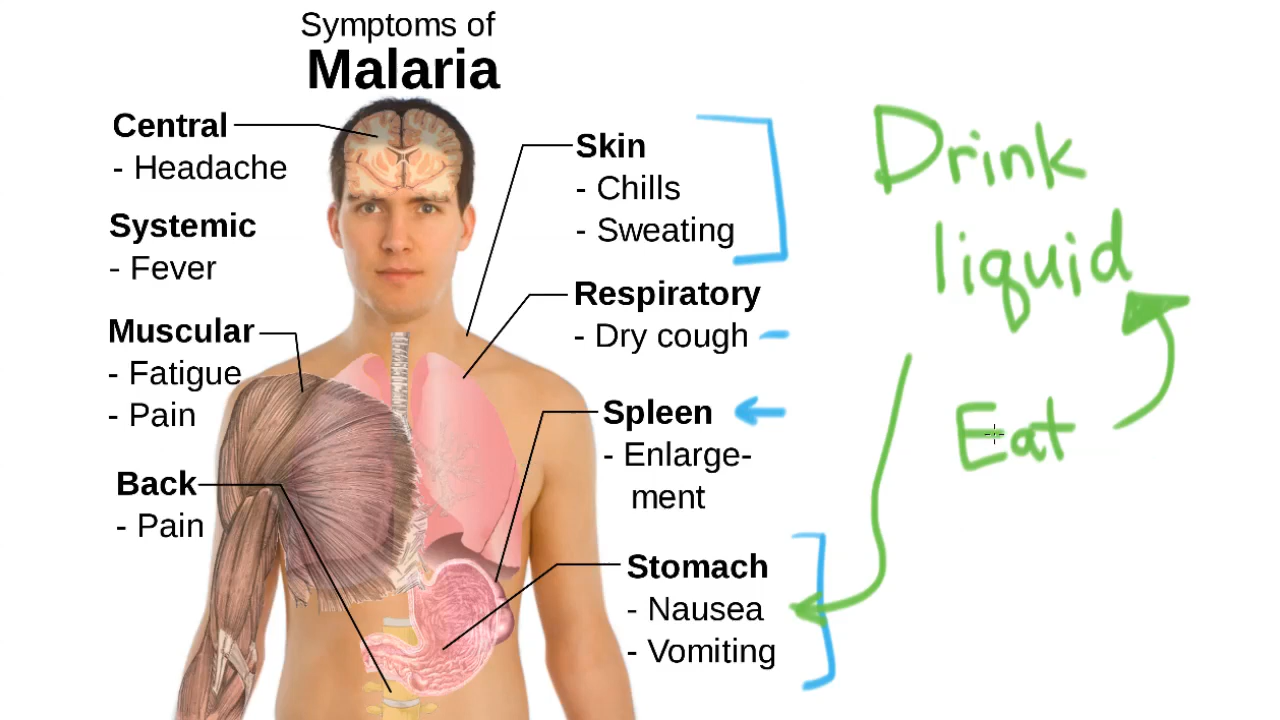 Symptoms of
Malaria
Central
- Headache
Systemic
- Fever
Muscular
- Fatigue
- Pain
Back
- Pain
Skin
- Chills
- Sweating
Respiratory
- Dry cough
Spleen
- Enlarge-
ment
Stomach
- Nausea
- Vomiting
Drink
liquid
Eat